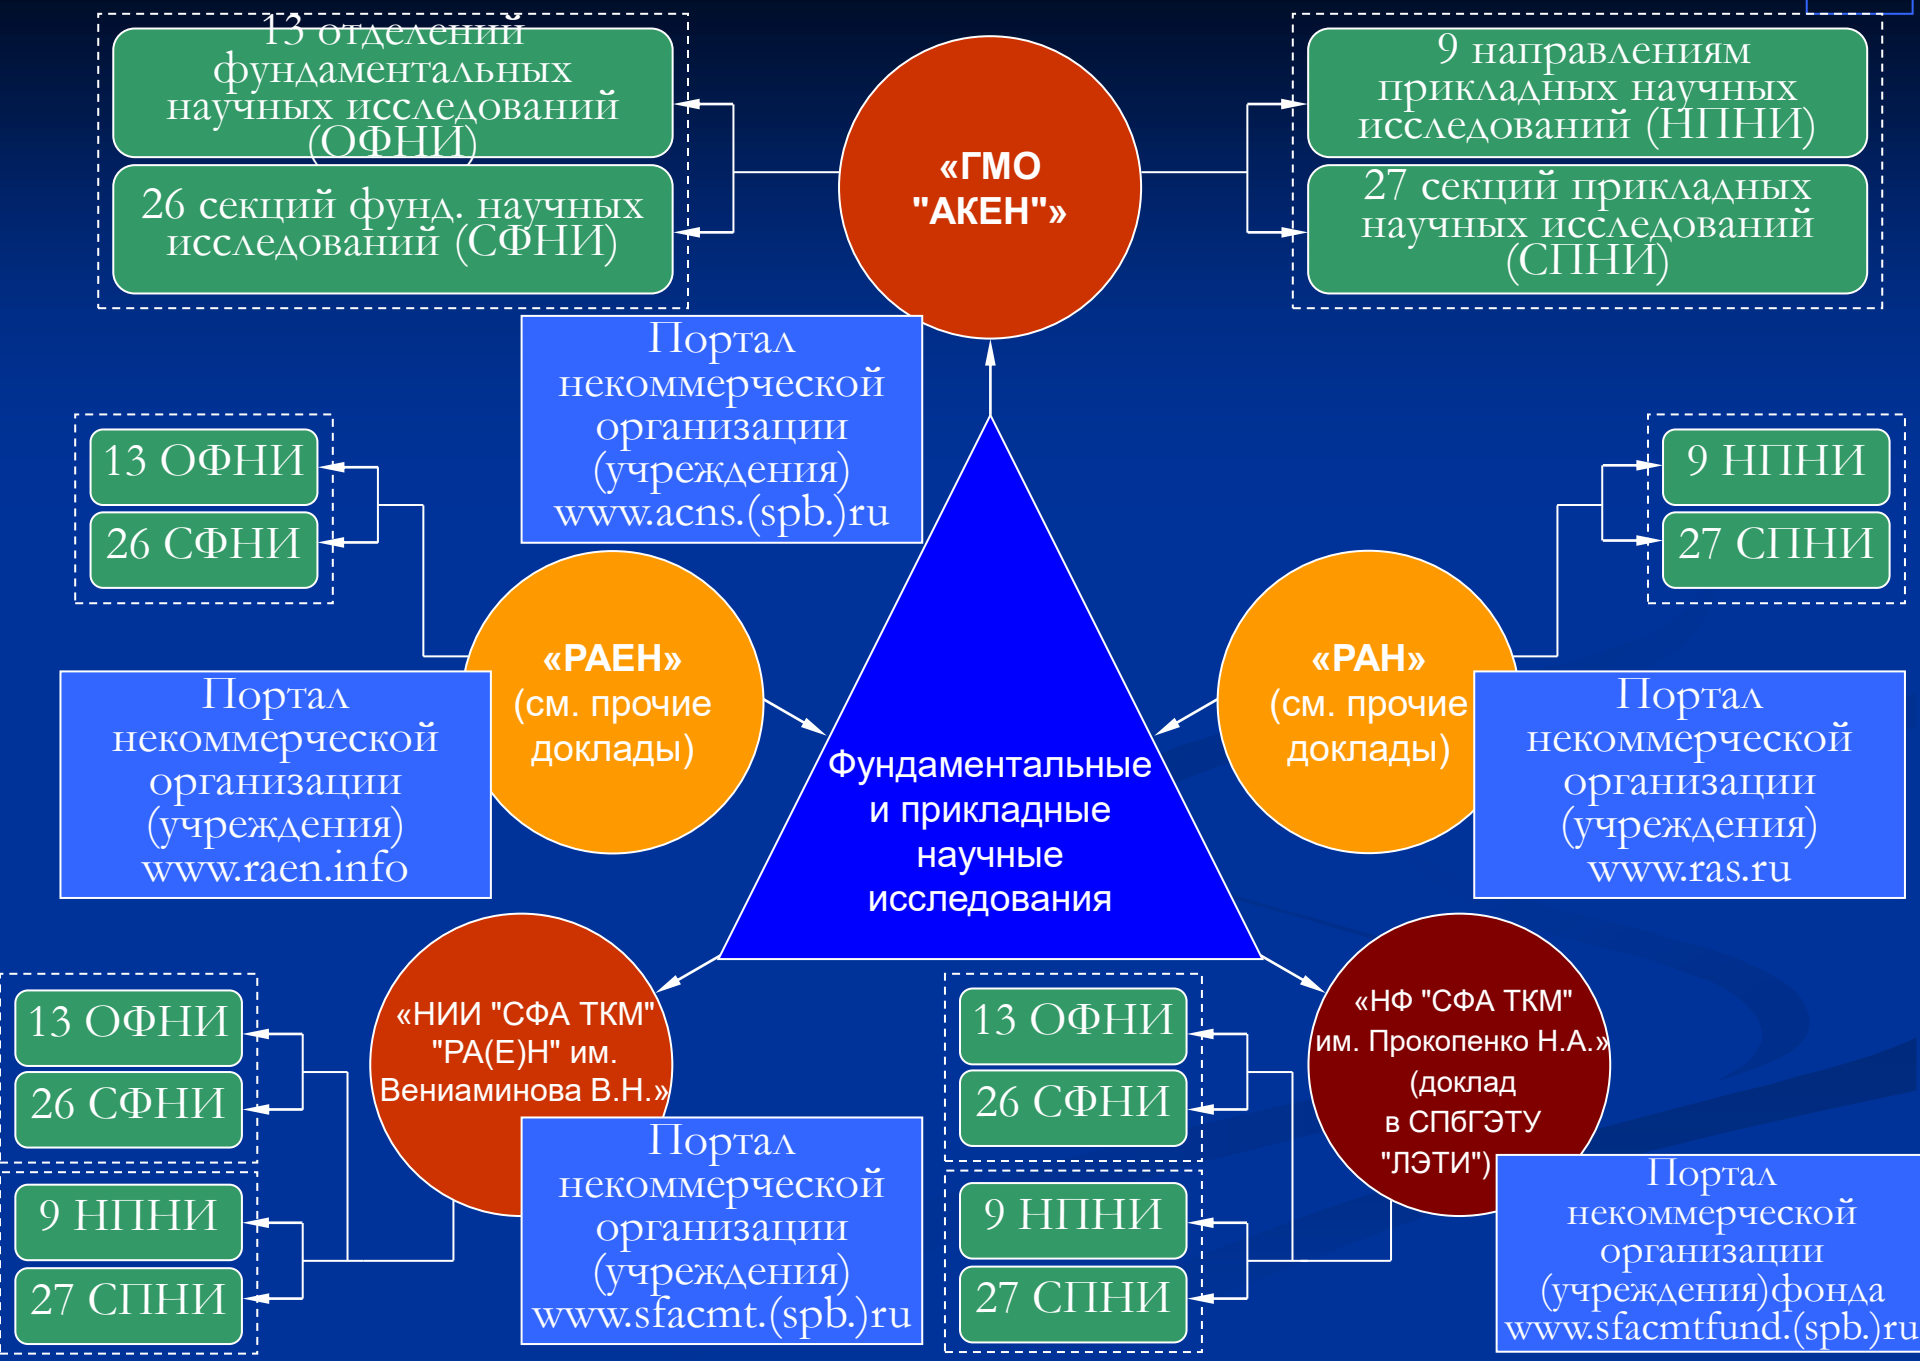 13 отделений
фундаментальных
научных исследований
(ОФНИ)
26 секций фунд. научных
исследований (СФНИ)
«ГМО
"АКЕН"»
9 направлениям
прикладных научных
исследований (НПНИ)
27 секций прикладных
научных исследований
(СПНИ)
Портал
некоммерческой
организации
(учреждения)
www.acns.(spb.)ru
13 ОФНИ
26 СФНИ
9 НПНИ
27 СПНИ
«РАЕН»
(см. прочие
доклады)
«РАН»
(см. прочие
доклады)
Портал
некоммерческой
организации
(учреждения)
www.raen.info
Фундаментальные
и прикладные
научные
исследования
Портал
некоммерческой
организации
(учреждения)
www.ras.ru
13 ОФНИ
26 СФНИ
9 НПНИ
27 СПНИ
«НИИ "СФА ТКМ"
"РА(Е)Н" им.
Вениаминова В.Н.»
Портал
некоммерческой
организации
(учреждения)
www.sfacmt.(spb.)ru
13 ОФНИ
26 СФНИ
9 НПНИ
27 СПНИ
«НФ "СФА ТКМ"
им. Прокопенко Н.А.»
(доклад
в СПбГЭТУ
"ЛЭТИ")
Портал
некоммерческой
организации
(учреждения)фонда
www.sfacmtfund.(spb.)ru